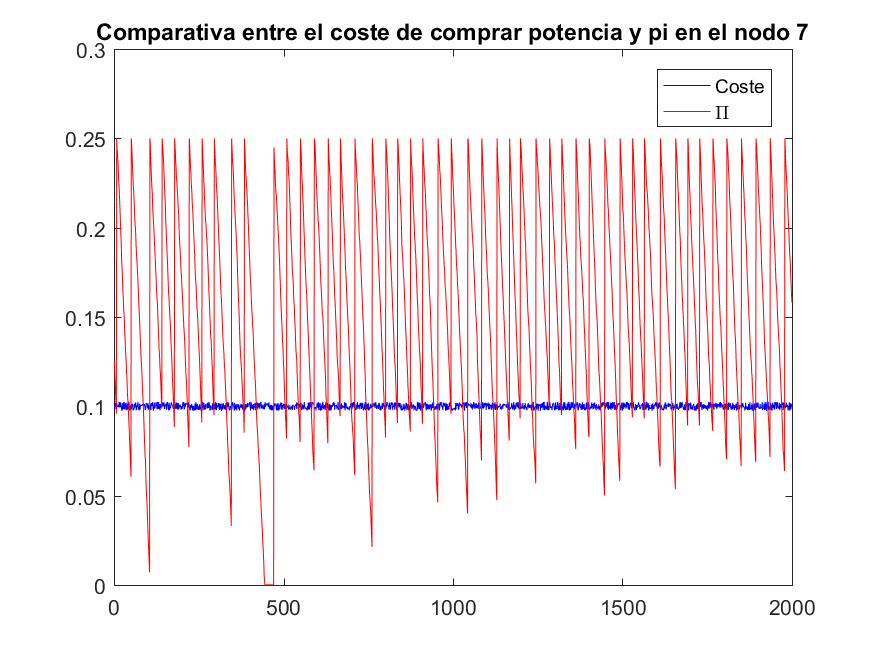 Comparativa entre el coste de comprar potencia y pi en el nodo 7
0.3
Coste
Π
0.25
0.2
0.15
0.1
0.05
0
0 500 1000 1500 2000